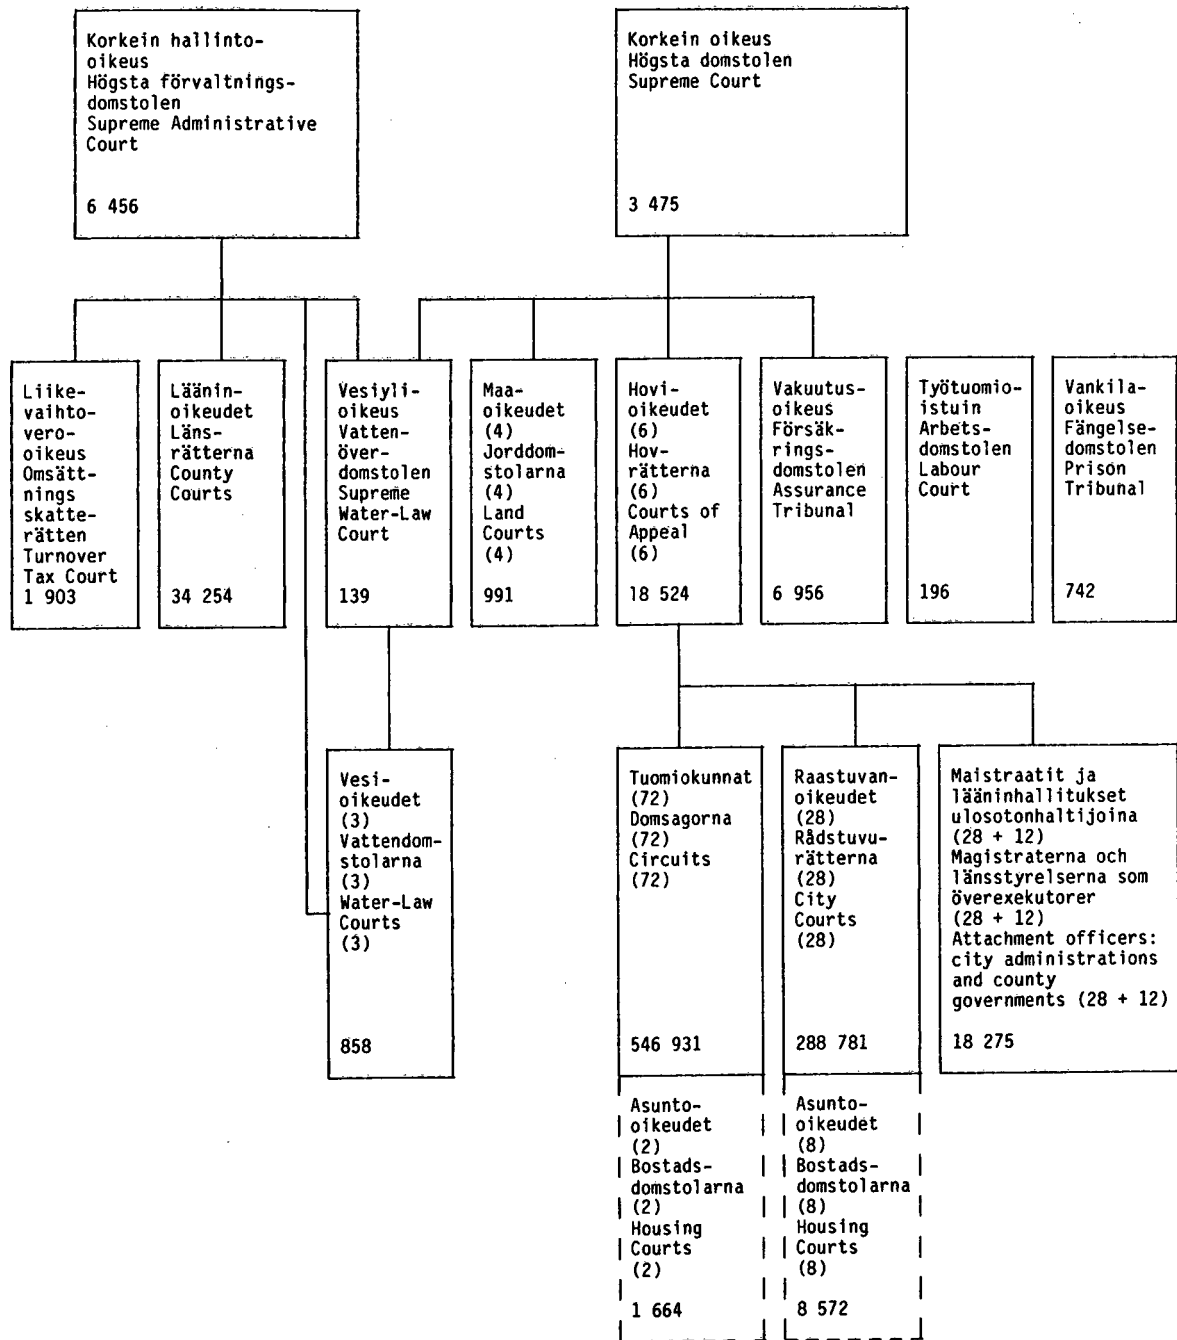 Korkein hallinto-
oikeus
Högsta förvaltnings-
domstolen
Supreme Administrative
Court
6 456
Korkein oikeus
Högsta domstolen
Supreme Court
3 475
Liike-
vaihto-
vero-
oikeus
Omsätt-
nings
skatte-
rätten
Turnover
Tax Court
1 903
Läänin-
oikeudet
Läns-
rätterna
County
Courts
34 254
Vesiyli-
oikeus
Vatten-
över-
domstolen
Supreme
Water-Law
Court
139
Maa-
oikeudet
(4)
Jorddom-
stolarna
(4)
Land
Courts
(4)
991
Hovi-
oikeudet
(6)
Hov-
rätterna
(6)
Courts of
Appeal
(6)
18 524
Vakuutus-
oikeus
Försäk-
rings-
domstolen
Assurance
Tribunal
6 956
Työtuomio-
istuin
Arbets-
domstolen
Labour
Court
196
Vankila-
oikeus
Fängelse-
domstolen
Prison
Tribunal
742
Vesi-
oikeudet
(3)
Vattendom-
stolarna
(3)
Water-Law
Courts
(3)
858
Tuomiokunnat
(72)
Domsagorna
(72)
Circuits
(72)
546 931
Raastuvan-
oikeudet
(28)
Rådstuvu-
rätterna
(28)
City
Courts
(28)
288 781
Maistraatit ja
lääninhallitukset
ulosotonhaltijoina
(28 + 12)
Magistraterna och
länsstyrelserna som
överexekutorer
(28 + 12)
Attachment officers:
city administrations
and county
governments (28 + 12)
18 275
Asunto-
oikeudet
(2)
Bostads-
domstolarna
(2)
Housing
Courts
(2)
1 664
Asunto-
oikeudet
(8)
Bostads-
domstolarna
(8)
Housing
Courts
(8)
8 572